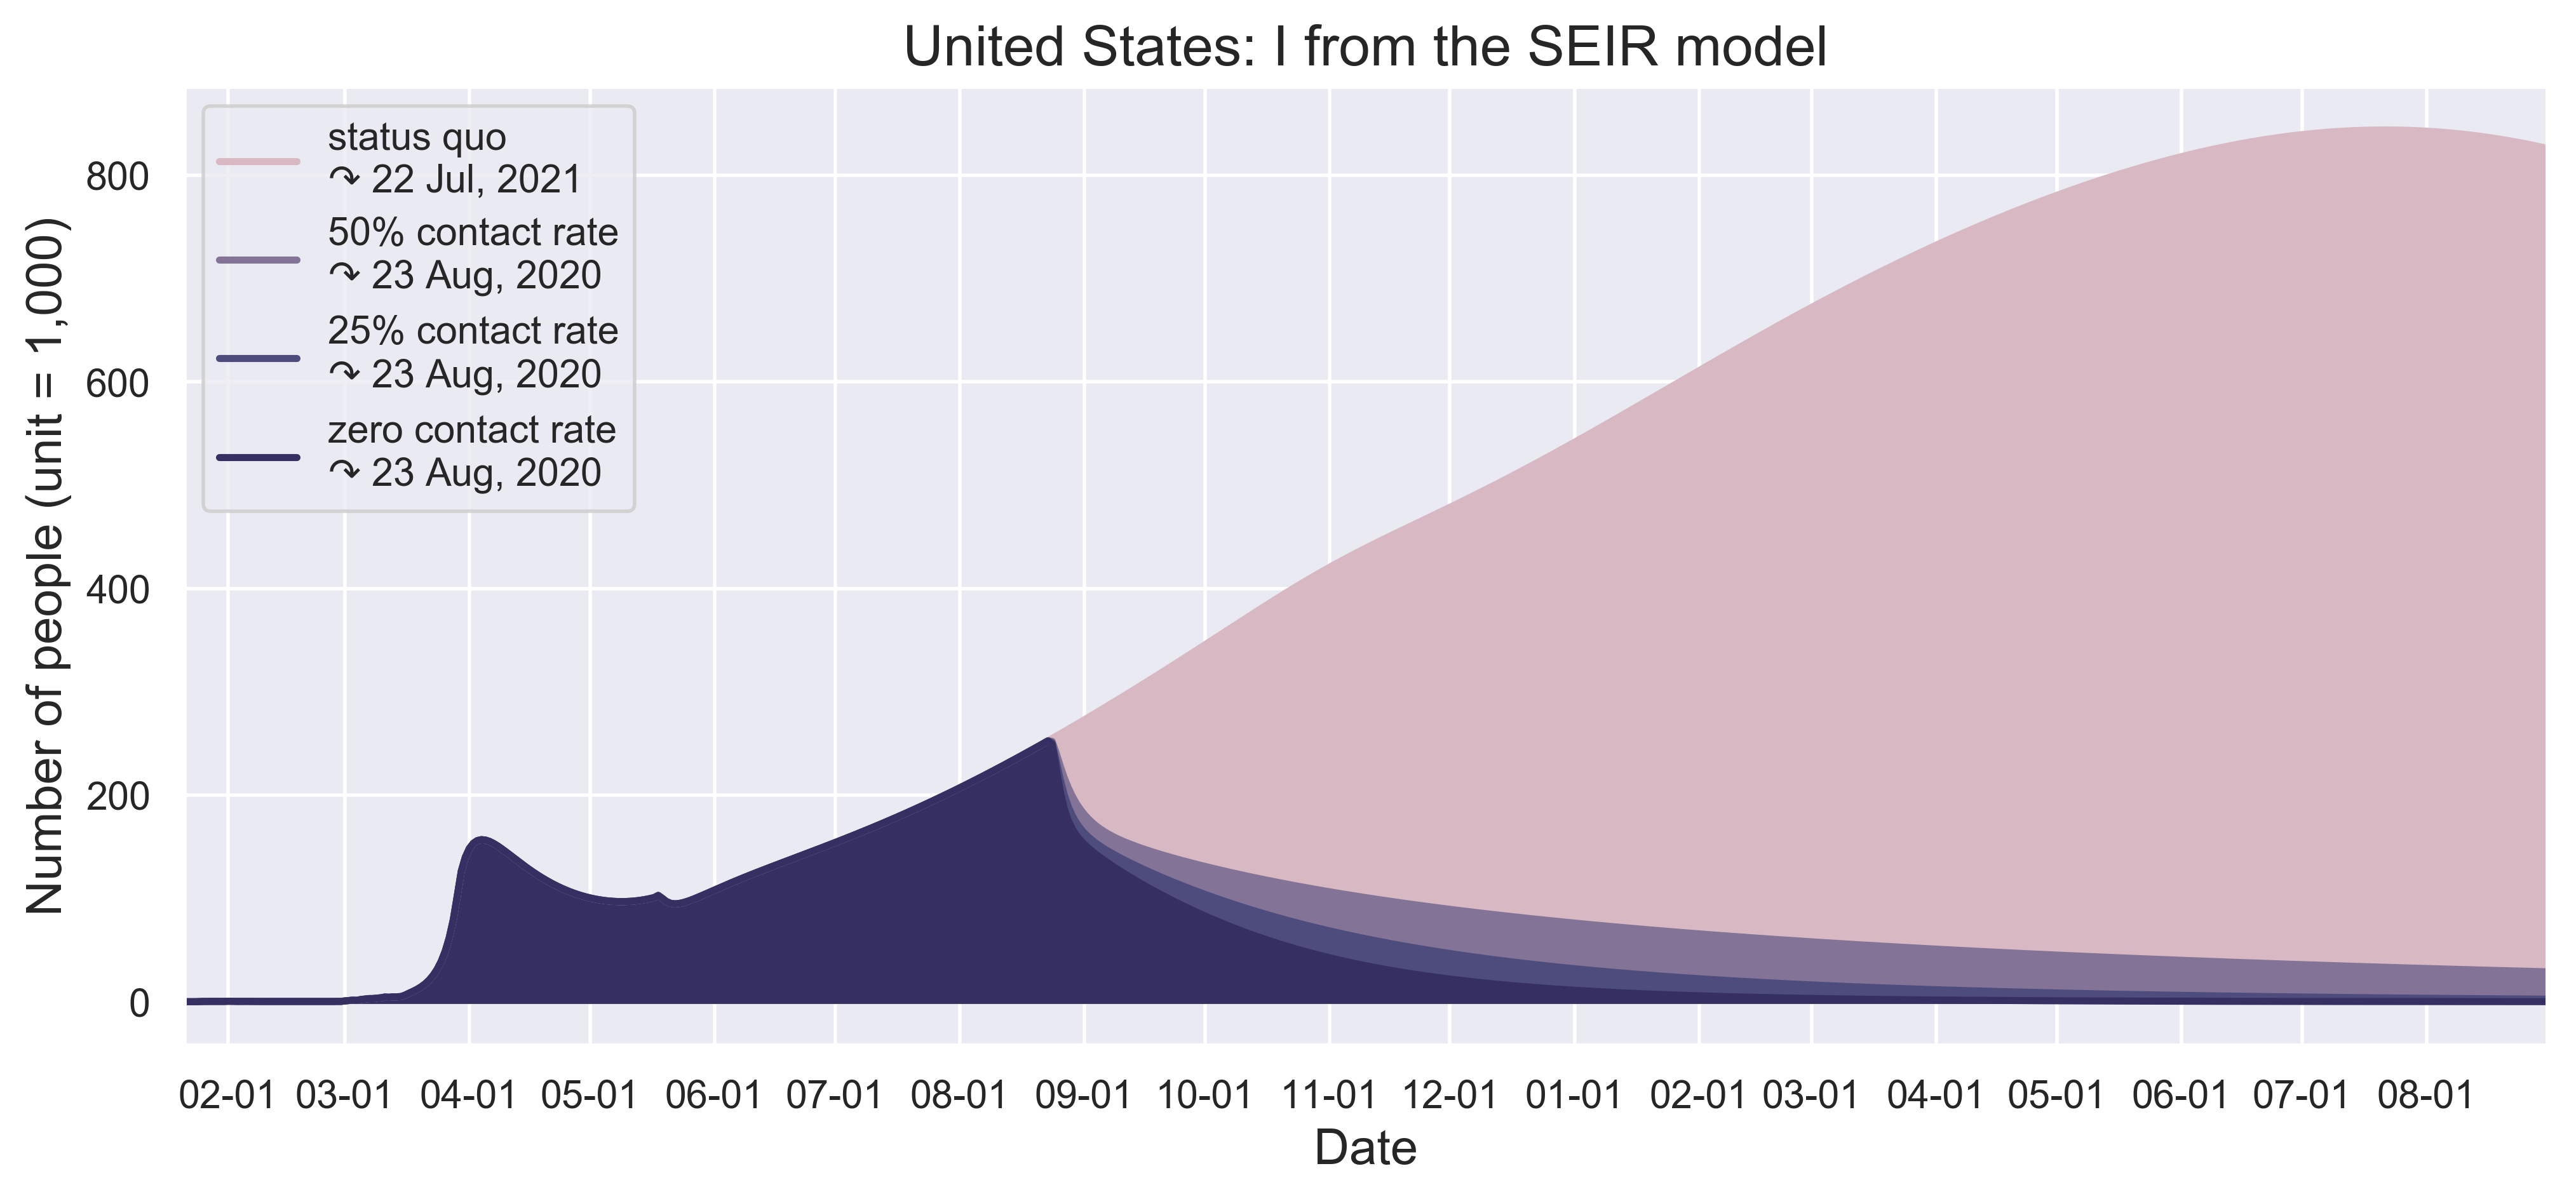 United States: I from the SEIR model
status quo
↷ 22 Jul, 2021
50% contact rate
↷ 23 Aug, 2020
25% contact rate
↷ 23 Aug, 2020
zero contact rate
↷ 23 Aug, 2020
Number of people (unit = 1,000)
800
600
400
200
0
02-01 03-01 04-01 05-01 06-01 07-01 08-01 09-01 10-01 11-01 12-01 01-01 02-01 03-01 04-01 05-01 06-01 07-01 08-01
Date